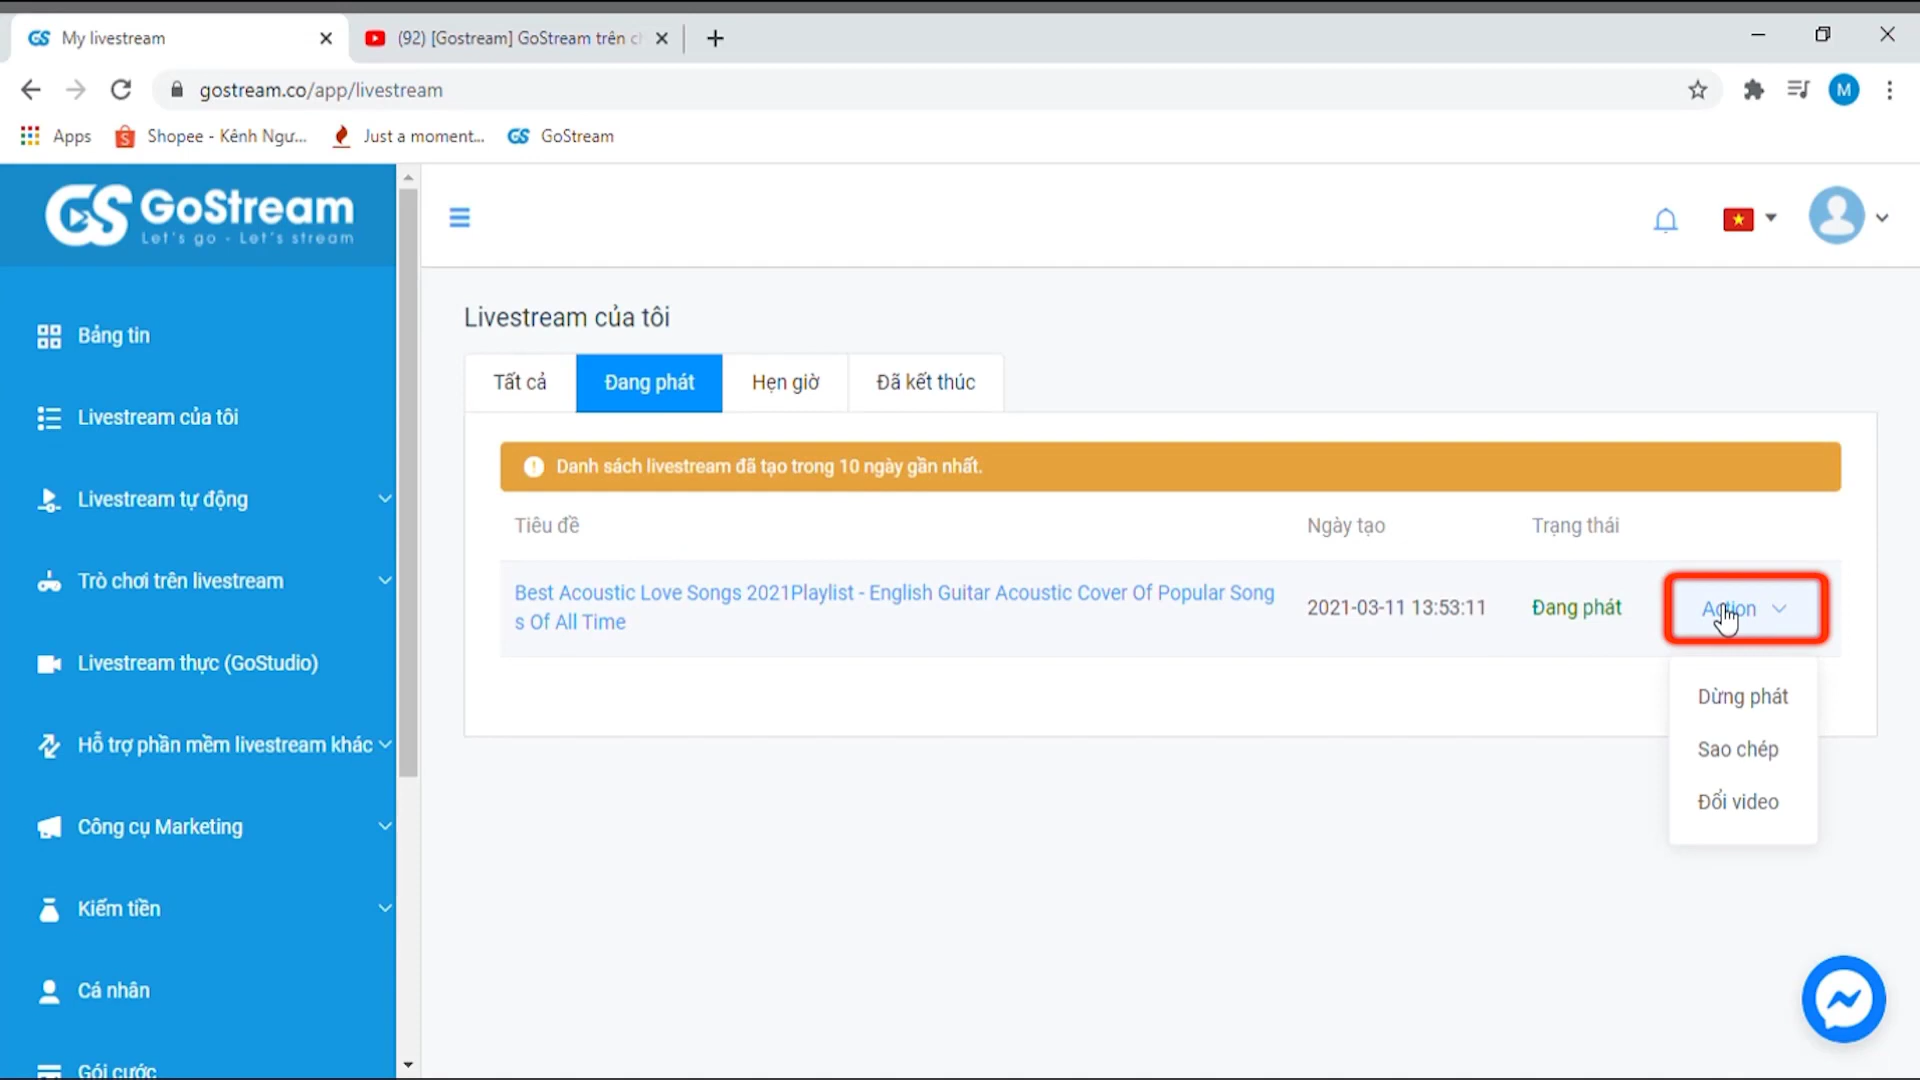 My livestream
(92) [Gostream] GoStream trên ch
gostream.co/app/livestream
M
Apps
Shopee - Kênh Ngư...
Just a moment...
GoStream
GS GoStream
Let's go - Let's stream
Bảng tin
Livestream của tôi
Livestream tự động
Trò chơi trên livestream
Livestream thực (GoStudio)
Hỗ trợ phần mềm livestream khác
Công cụ Marketing
Kiếm tiền
Cá nhân
Gói cước
Livestream của tôi
Tất cả
Đang phát
Hẹn giờ
Đã kết thúc
Danh sách livestream đã tạo trong 10 ngày gần nhất.
Tiêu đề
Ngày tạo
Trạng thái
Best Acoustic Love Songs 2021Playlist - English Guitar Acoustic Cover Of Popular Song
s Of All Time
2021-03-11 13:53:11
Đang phát
Action
Dừng phát
Sao chép
Đổi video